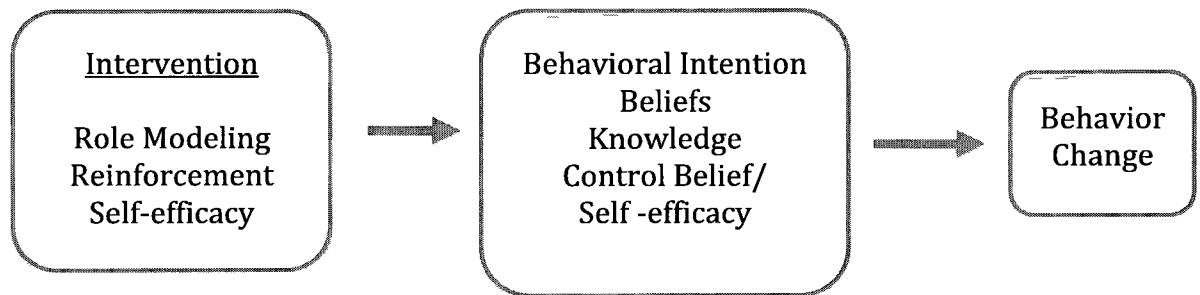 Intervention
Role Modeling
Reinforcement
Self-efficacy
Behavioral Intention
Beliefs
Knowledge
Control Belief/
Self -efficacy
Behavior
Change